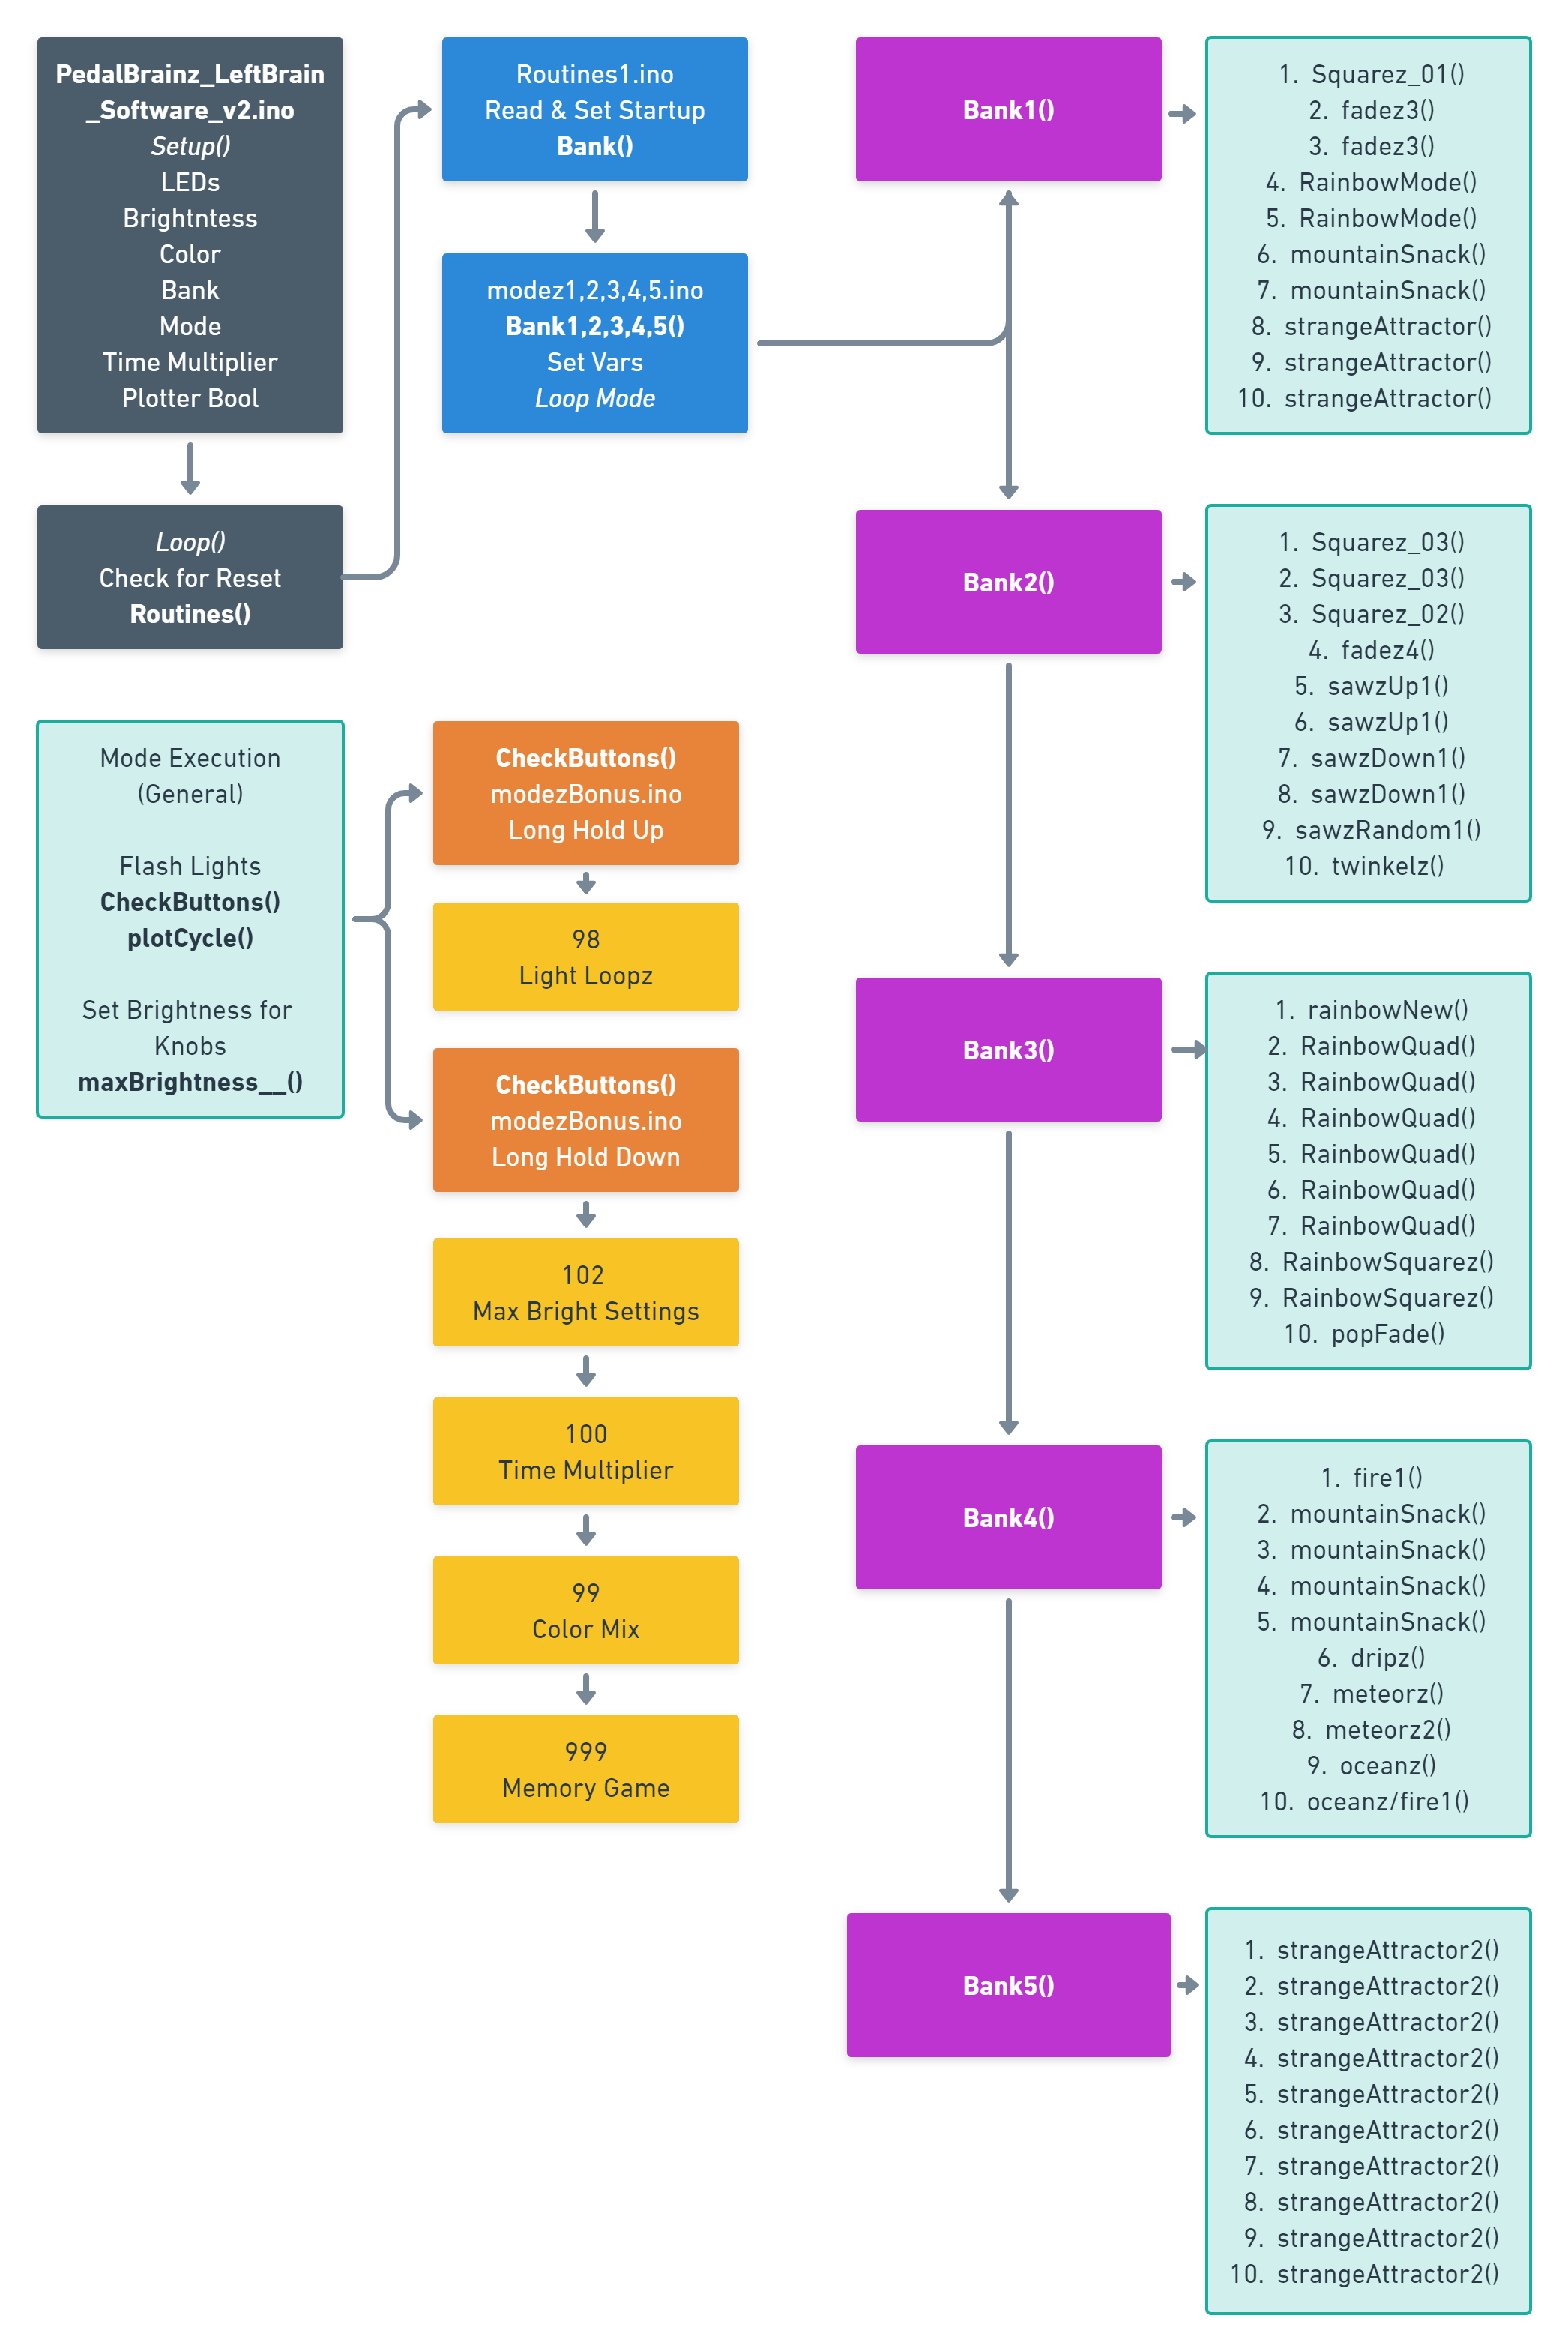 PedalBrainz_LeftBrain
_Software_v2.ino
Setup()
LEDs
Brightntess
Color
Bank
Mode
Time Multiplier
Plotter Bool
Loop()
Check for Reset
Routines()
Routines1.ino
Read & Set Startup
Bank()
modez1,2,3,4,5.ino
Bank1,2,3,4,5()
Set Vars
Loop Mode
Mode Execution
(General)
Flash Lights
CheckButtons()
plotCycle()
Set Brightness for
Knobs
maxBrightness__()
CheckButtons()
modezBonus.ino
Long Hold Up
98
Light Loopz
CheckButtons()
modezBonus.ino
Long Hold Down
102
Max Bright Settings
100
Time Multiplier
99
Color Mix
999
Memory Game
Bank1()
1. Squarez_01()
2. fadez3()
3. fadez3()
4. RainbowMode()
5. RainbowMode()
6. mountainSnack()
7. mountainSnack()
8. strangeAttractor()
9. strangeAttractor()
10. strangeAttractor()
Bank2()
1. Squarez_03()
2. Squarez_03()
3. Squarez_02()
4. fadez4()
5. sawzUp1()
6. sawzUp1()
7. sawzDown1()
8. sawzDown1()
9. sawzRandom1()
10. twinkelz()
Bank3()
1. rainbowNew()
2. RainbowQuad()
3. RainbowQuad()
4. RainbowQuad()
5. RainbowQuad()
6. RainbowQuad()
7. RainbowQuad()
8. RainbowSquarez()
9. RainbowSquarez()
10. popFade()
Bank4()
1. fire1()
2. mountainSnack()
3. mountainSnack()
4. mountainSnack()
5. mountainSnack()
6. dripz()
7. meteorz()
8. meteorz2()
9. oceanz()
10. oceanz/fire1()
Bank5()
1. strangeAttractor2()
2. strangeAttractor2()
3. strangeAttractor2()
4. strangeAttractor2()
5. strangeAttractor2()
6. strangeAttractor2()
7. strangeAttractor2()
8. strangeAttractor2()
9. strangeAttractor2()
10. strangeAttractor2()